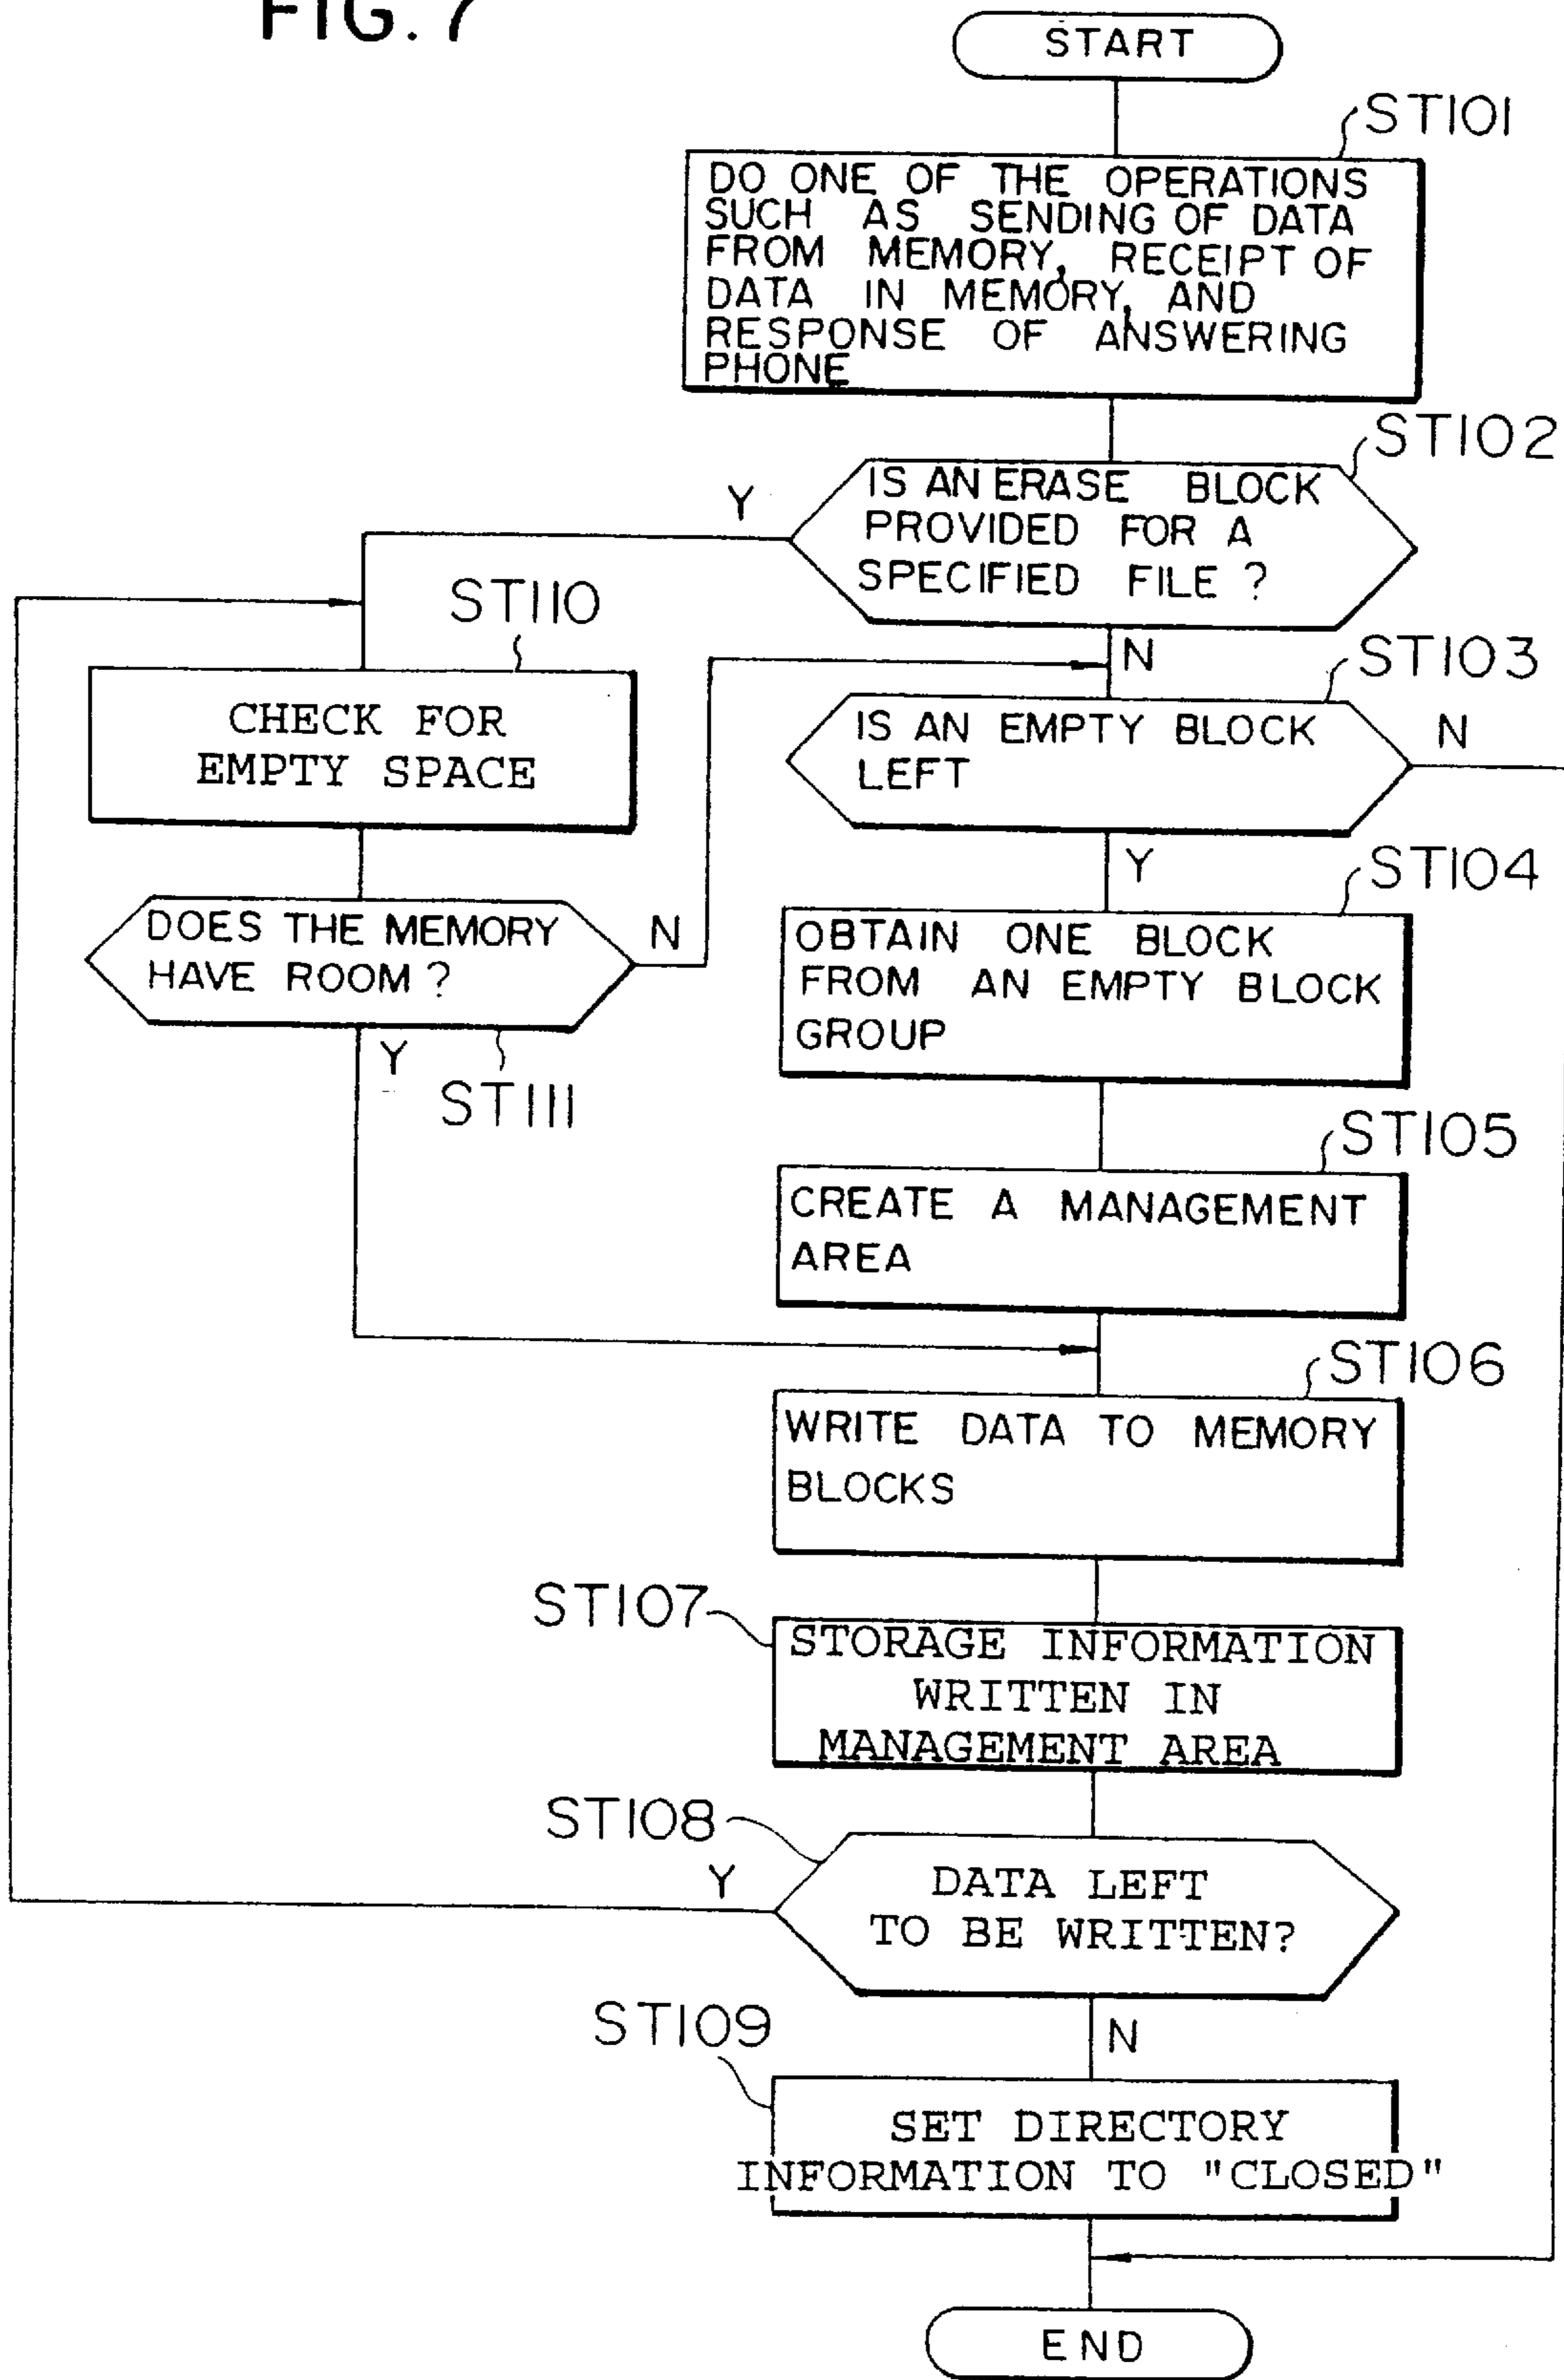 FIG. 7
START
ST101
DO ONE OF THE OPERATIONS
SUCH AS SENDING OF DATA
FROM MEMORY, RECEIPT OF
DATA IN MEMORY, AND
RESPONSE OF ANSWERING
PHONE
ST102
IS AN ERASE BLOCK
PROVIDED FOR A
SPECIFIED FILE ?
Y
N
ST110
CHECK FOR
EMPTY SPACE
ST103
IS AN EMPTY BLOCK
LEFT
N
Y
DOES THE MEMORY
HAVE ROOM ?
N
Y
ST111
ST104
OBTAIN ONE BLOCK
FROM AN EMPTY BLOCK
GROUP
ST105
CREATE A MANAGEMENT
AREA
ST106
WRITE DATA TO MEMORY
BLOCKS
ST107
STORAGE INFORMATION
WRITTEN IN
MANAGEMENT AREA
ST108
Y
DATA LEFT
TO BE WRITTEN?
N
ST109
SET DIRECTORY
INFORMATION TO "CLOSED"
END